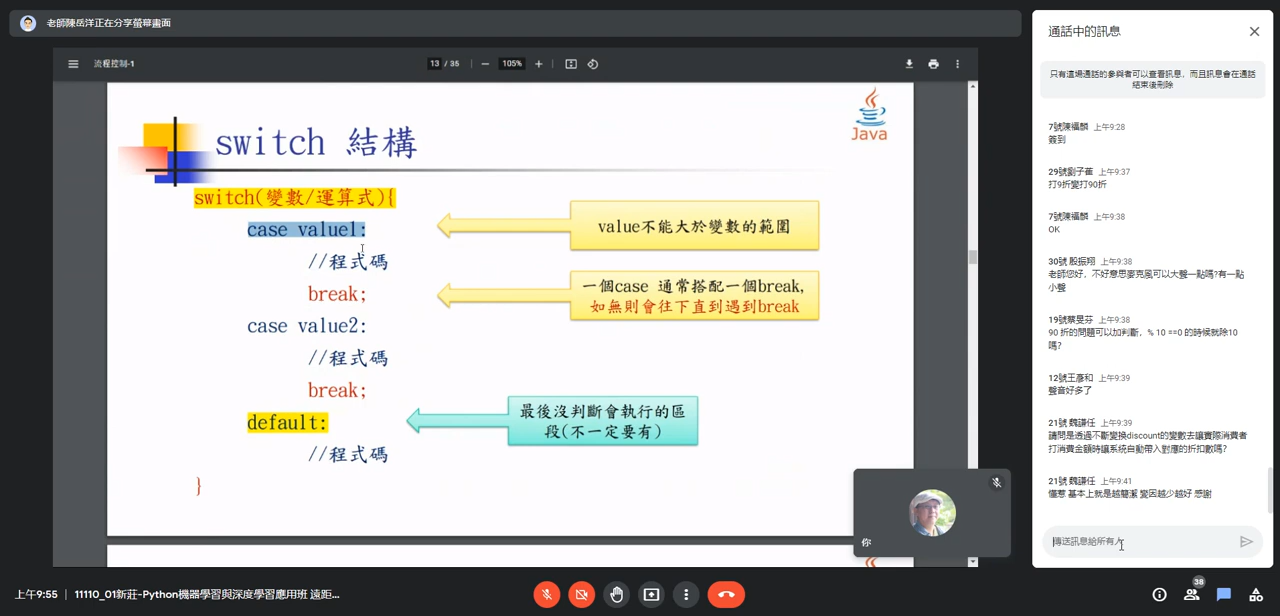 老師陳岳洋正在分享螢幕畫面
流程控制-1
13 / 35
105%
Java
switch 結構
switch(變數/運算式){
case value1:
//程式碼
break;
case value2:
//程式碼
break;
default:
//程式碼
}
value不能大於變數的範圍
一個case 通常搭配一個break,
如無則會往下直到遇到break
最後沒判斷會執行的區
段(不一定要有)
你
通話中的訊息
只有這場通話的參與者可以查看訊息，而且訊息會在通話
結束後刪除
7號陳福麟 上午9:28
簽到
29號劉子萑 上午9:37
打9折變打90折
7號陳福麟 上午9:38
OK
30號 殷振翔 上午9:38
老師您好，不好意思麥克風可以大聲一點嗎?有一點
小聲
19號蔡旻芬 上午9:38
90 折的問題可以加判斷，% 10 ==0 的時候就除10
嗎?
12號王彥和 上午9:39
聲音好多了
21號 魏謙任 上午9:39
請問是透過不斷變換discount的變數去讓實際消費者
打消費金額時讓系統自動帶入對應的折扣數嗎?
21號 魏謙任 上午9:41
懂惹 基本上就是越簡潔 變因越少越好 感謝
傳送訊息給所有人
上午9:55 | 11110_01新莊-Python機器學習與深度學習應用班 遠距...
38